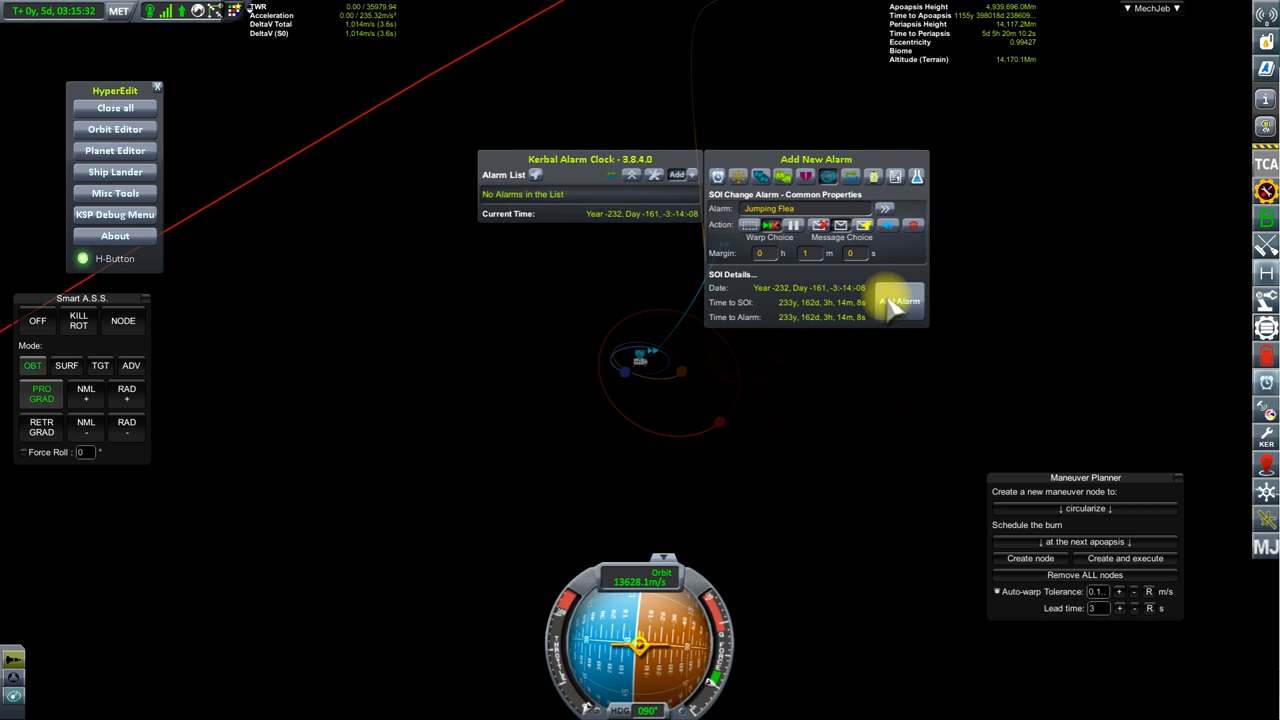 T+ 0y, 5d, 03:15:32 MET
TWR 0.00 / 35979.94
Acceleration 0.00 / 235.32m/s²
DeltaV Total 1,014m/s (3.6s)
DeltaV (S0) 1,014m/s (3.6s)
Apoapsis Height 4,939,696.0Mm
Time to Apoapsis 1155y 398018d 238609...
Periapsis Height 14,117.2Mm
Time to Periapsis 5d 5h 20m 10.2s
Eccentricity 0.99427
Biome
Altitude (Terrain) 14,170.1Mm
▼ MechJeb ▼
HyperEdit X
Close all
Orbit Editor
Planet Editor
Ship Lander
Misc Tools
KSP Debug Menu
About
H-Button
Kerbal Alarm Clock - 3.8.4.0
Alarm List Add +
No Alarms in the List
Current Time: Year -232, Day -161, -3:-14:-08
Add New Alarm
SOI Change Alarm - Common Properties
Alarm: Jumping Flea
Action:
Warp Choice Message Choice
Margin: 0 h 1 m 0 s
SOI Details...
Date: Year -232, Day -161, -3:-14:-08
Time to SOI: 233y, 162d, 3h, 14m, 8s
Time to Alarm: 233y, 162d, 3h, 14m, 8s
Add Alarm
Smart A.S.S.
OFF KILL ROT NODE
Mode:
OBT SURF TGT ADV
PRO GRAD NML + RAD +
RETR GRAD NML - RAD -
Force Roll : 0 °
Maneuver Planner
Create a new maneuver node to:
↓ circularize ↓
Schedule the burn
↓ at the next apoapsis ↓
Create node Create and execute
Remove ALL nodes
Auto-warp Tolerance: 0.1.. + - R m/s
Lead time: 3 + - R s
Orbit
13628.1m/s
THROTTLE
G FORCE
HDG 090°
TCA
B
H
KER
MJ